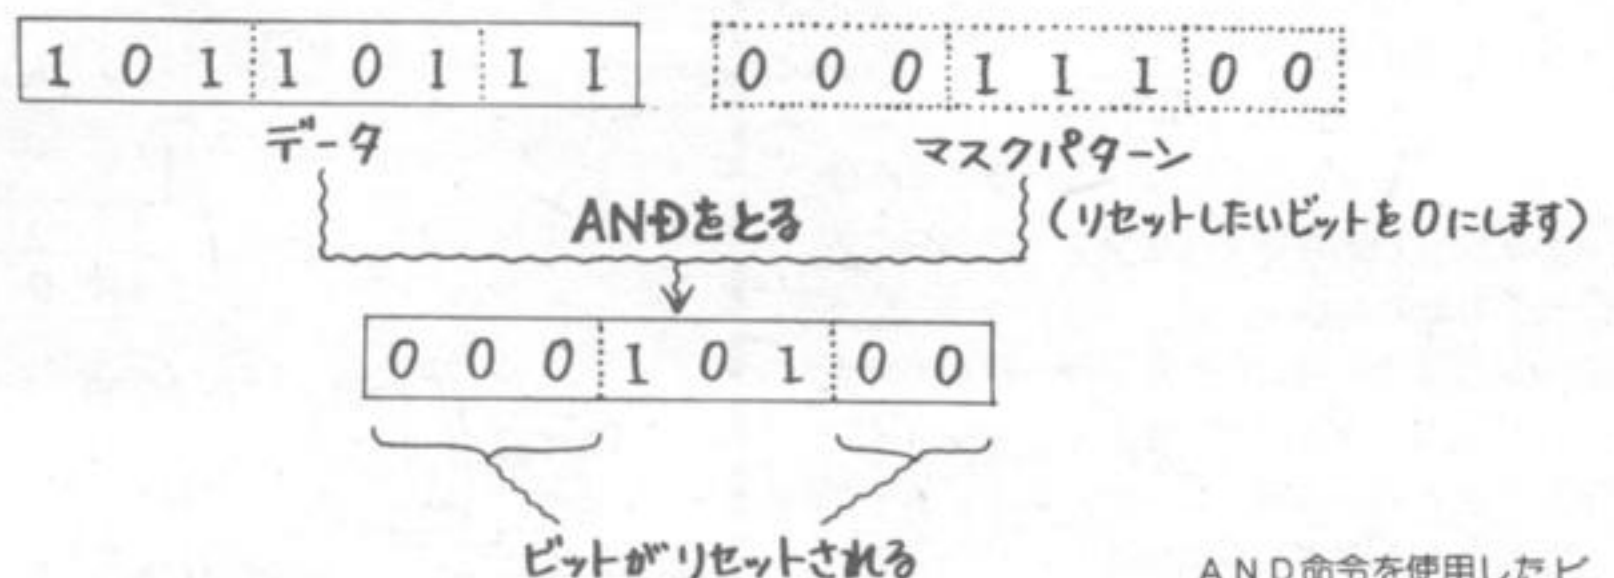 1 0 1 1 0 1 1 1
0 0 0 1 1 1 0 0
データ
マスクパターン
ANDをとる
(リセットしたいビットを0にします)
0 0 0 1 0 1 0 0
ビットがリセットされる
AND命令を使用したビ